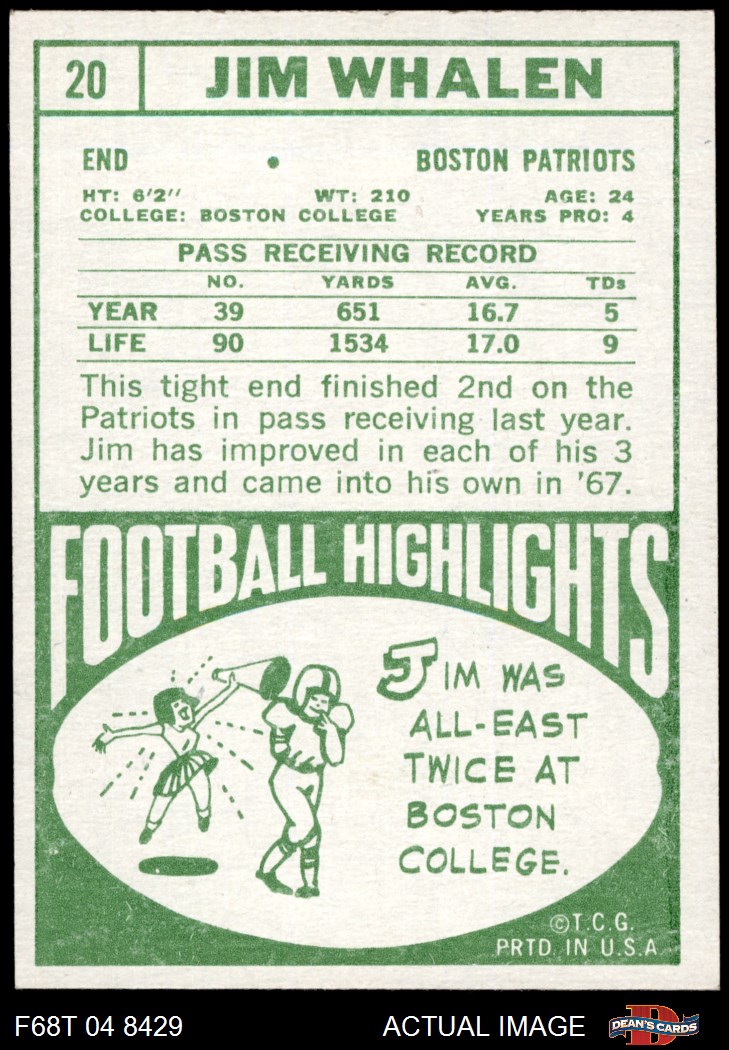 20 JIM WHALEN
END • BOSTON PATRIOTS
HT: 6'2" WT: 210 AGE: 24
COLLEGE: BOSTON COLLEGE YEARS PRO: 4
PASS RECEIVING RECORD
NO. YARDS AVG. TDs
YEAR 39 651 16.7 5
LIFE 90 1534 17.0 9
This tight end finished 2nd on the
Patriots in pass receiving last year.
Jim has improved in each of his 3
years and came into his own in '67.
FOOTBALL HIGHLIGHTS
JIM WAS
ALL-EAST
TWICE AT
BOSTON
COLLEGE.
©T.C.G.
PRTD. IN U.S.A.
F68T 04 8429 ACTUAL IMAGE D DEAN'S CARDS